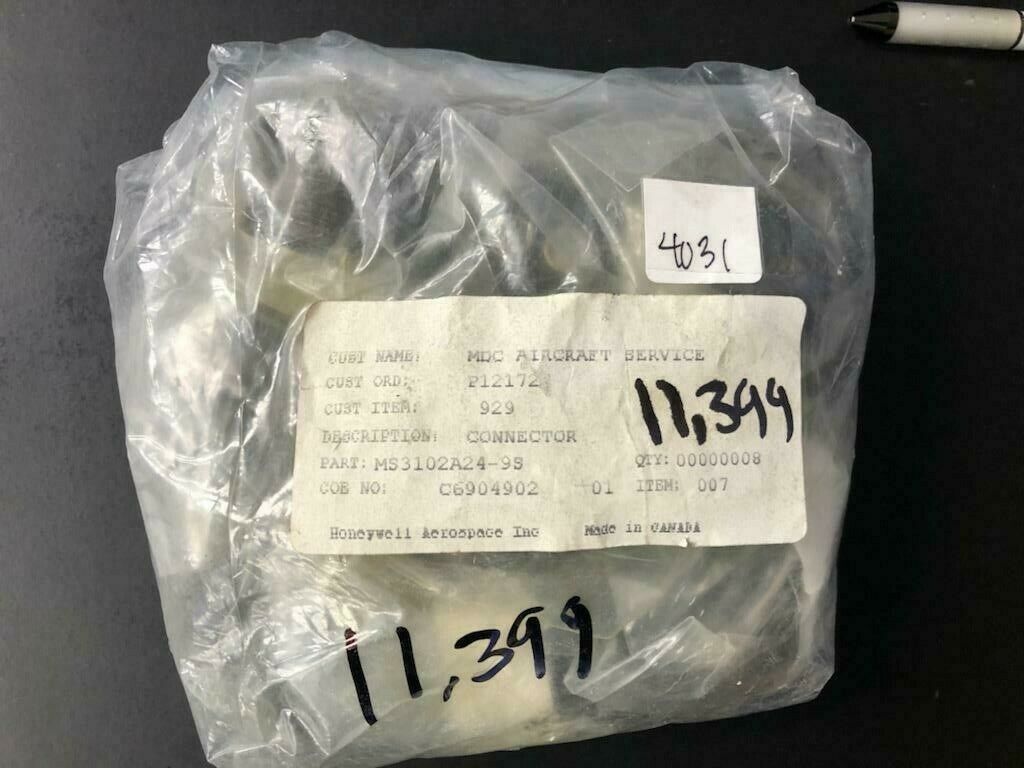 4031
CUST NAME: MDC AIRCRAFT SERVICE
CUST ORD: P12172
CUST ITEM: 929
11,399
DESCRIPTION: CONNECTOR
PART: MS3102A24-9S QTY: 00000008
COE NO: C6904902 01 ITEM: 007
Honeywell Aerospace Inc Made in CANADA
11,399